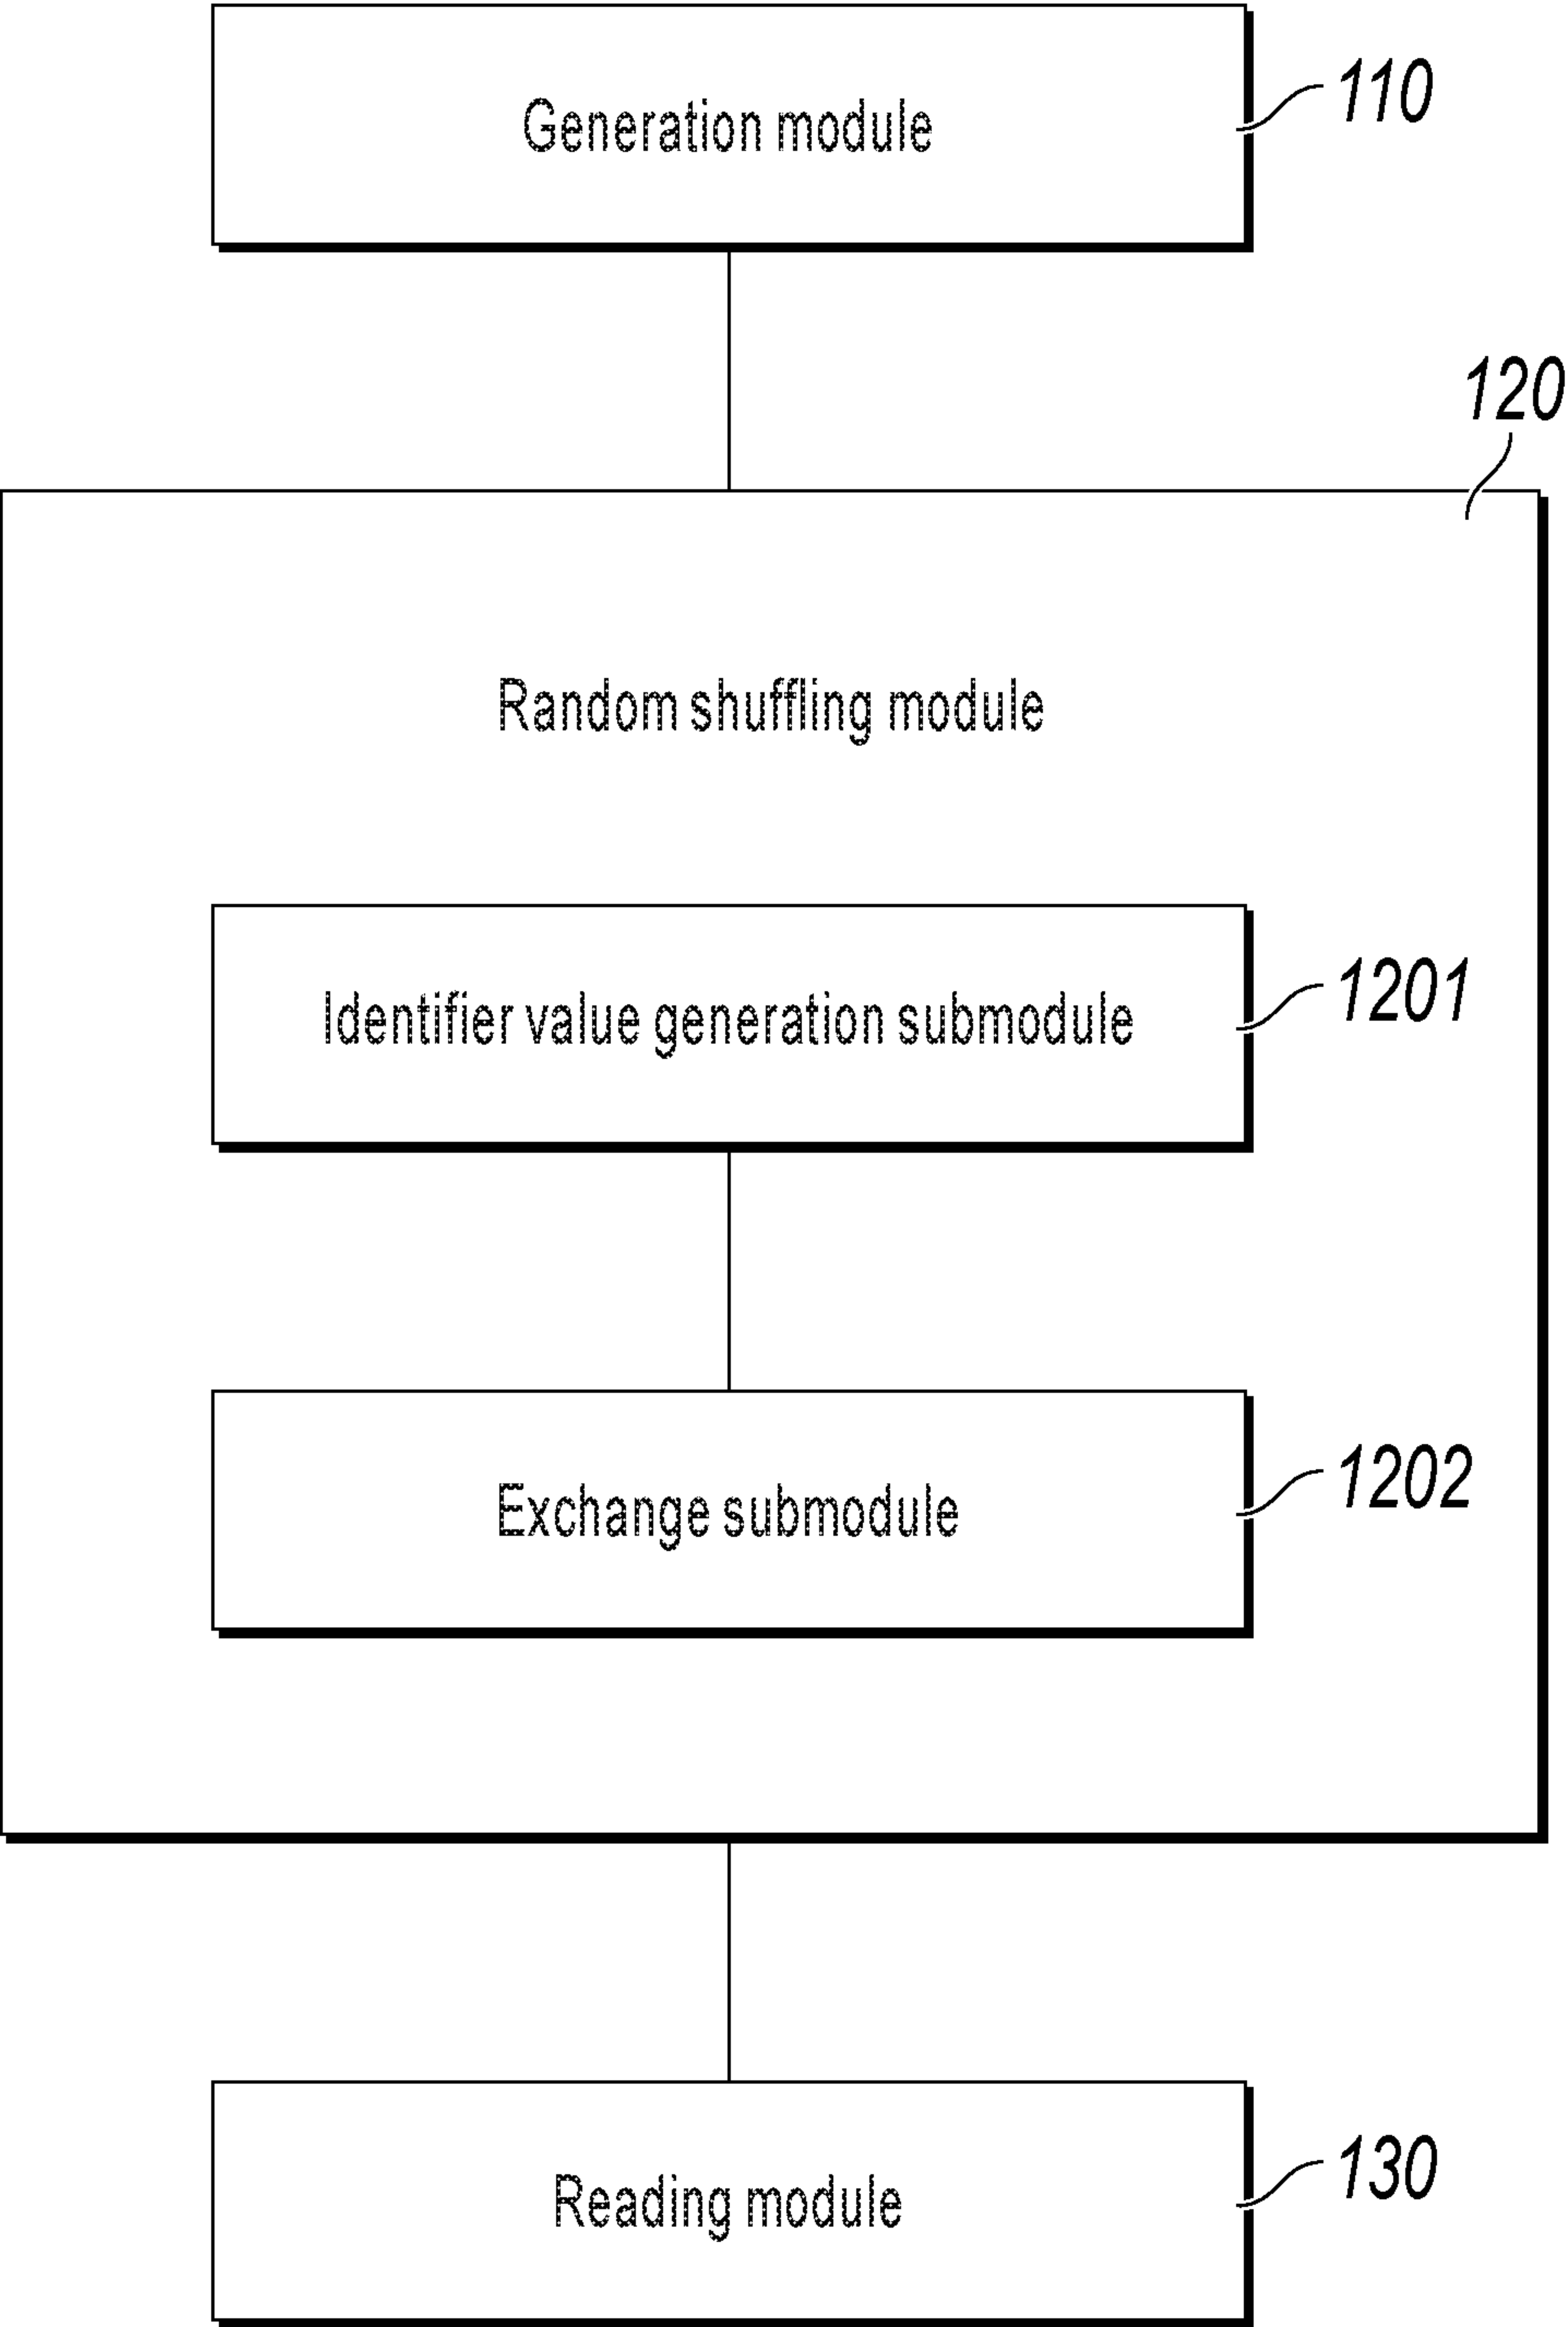 Generation module
110
120
Random shuffling module
Identifier value generation submodule
1201
Exchange submodule
1202
Reading module
130